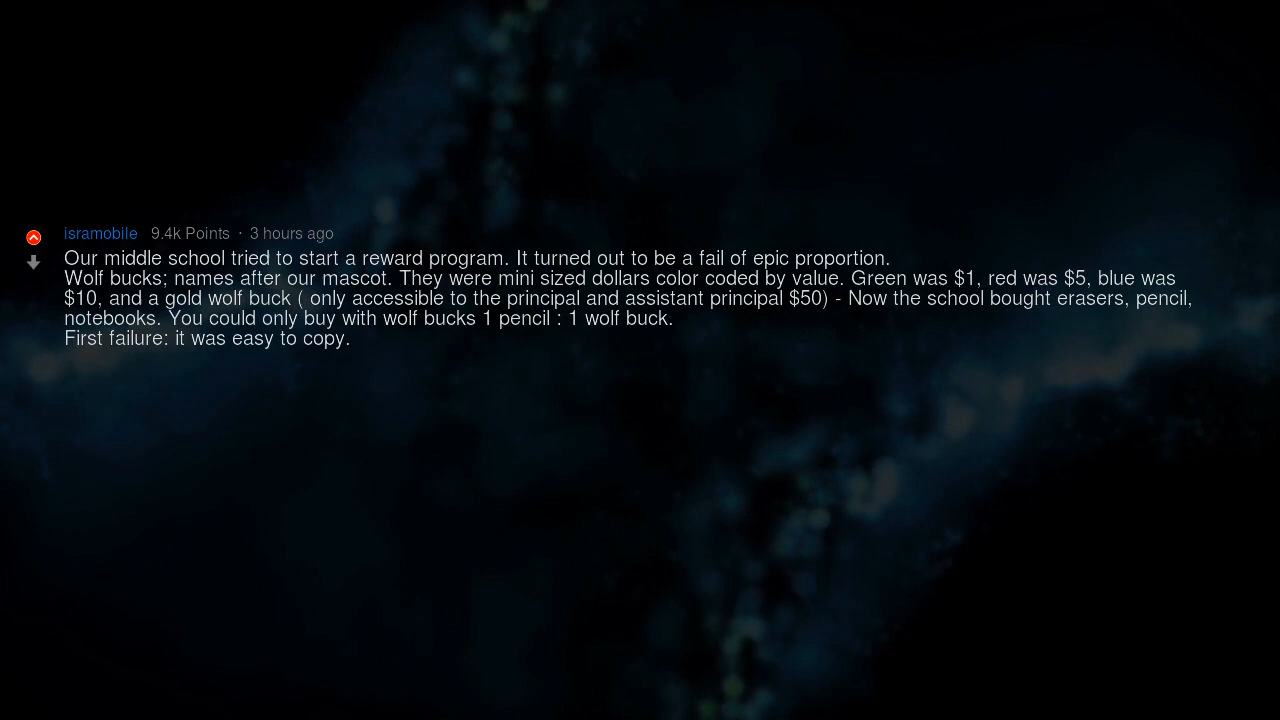 isramobile 9.4k Points · 3 hours ago
Our middle school tried to start a reward program. It turned out to be a fail of epic proportion.
Wolf bucks; names after our mascot. They were mini sized dollars color coded by value. Green was $1, red was $5, blue was
$10, and a gold wolf buck ( only accessible to the principal and assistant principal $50) - Now the school bought erasers, pencil,
notebooks. You could only buy with wolf bucks 1 pencil : 1 wolf buck.
First failure: it was easy to copy.